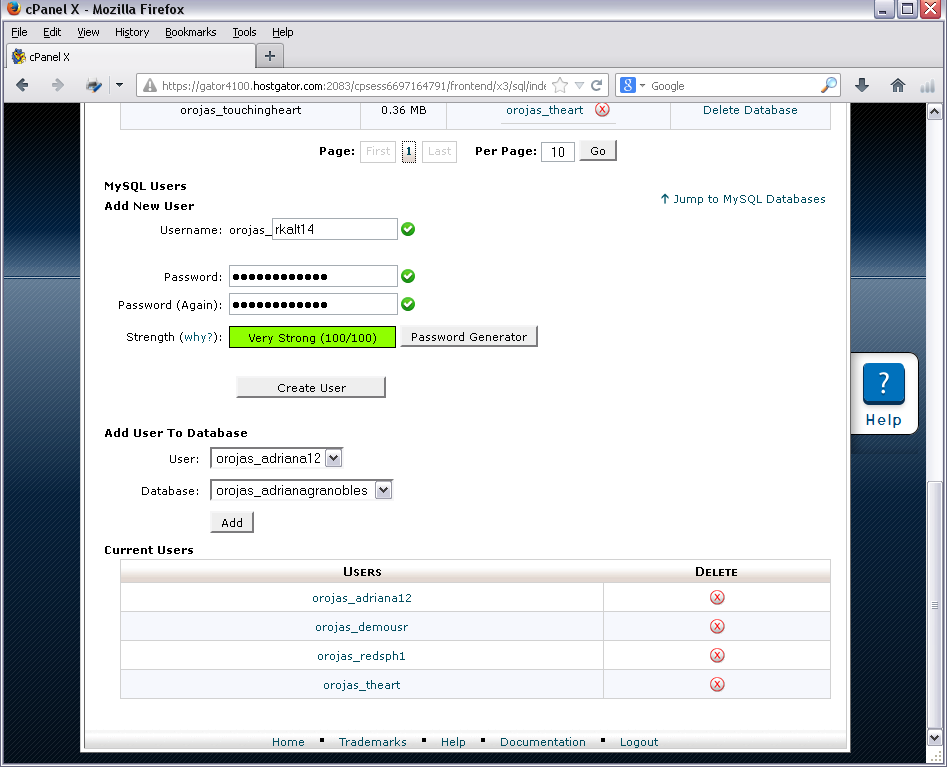 cPanel X - Mozilla Firefox
File Edit View History Bookmarks Tools Help
cPanel X +
https://gator4100.hostgator.com:2083/cpsess6697164791/frontend/x3/sql/inde 8 Google
orojas_touchingheart 0.36 MB orojas_theart Delete Database
Page: First 1 Last Per Page: 10 Go
MySQL Users
Jump to MySQL Databases
Add New User
Username: orojas_ rkalt14
Password: ●●●●●●●●●●●●
Password (Again): ●●●●●●●●●●●●
Strength (why?): Very Strong (100/100) Password Generator
Create User
? Help
Add User To Database
User: orojas_adriana12
Database: orojas_adrianagranobles
Add
Current Users
USERS DELETE
orojas_adriana12
orojas_demousr
orojas_redsph1
orojas_theart
Home ▪ Trademarks ▪ Help ▪ Documentation ▪ Logout